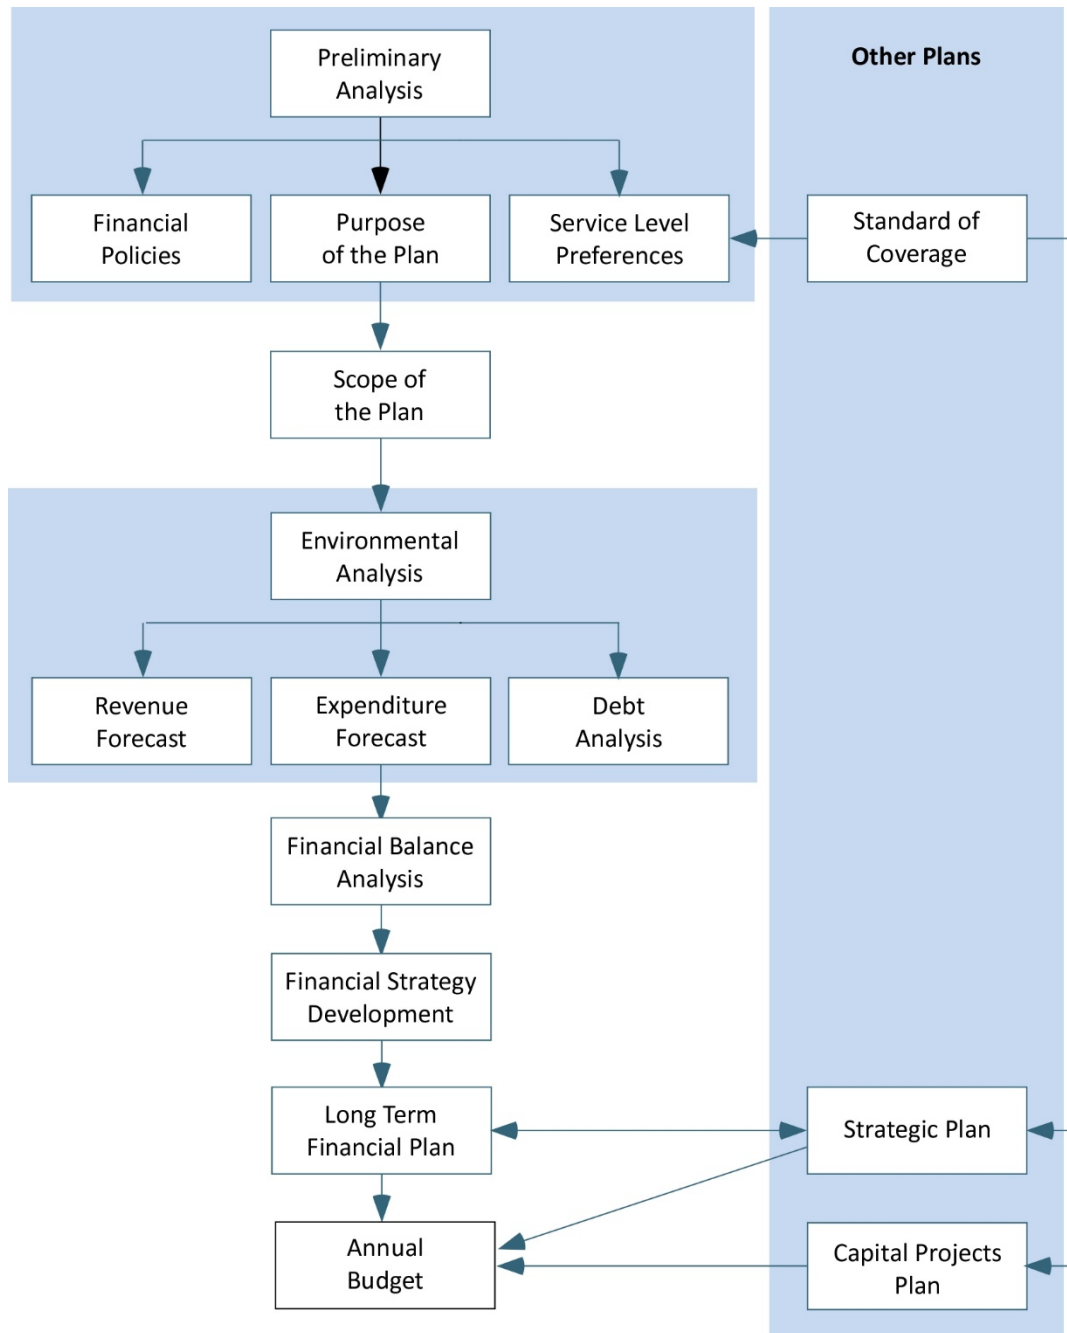 Preliminary
Analysis
Other Plans
Financial
Policies
Purpose
of the Plan
Service Level
Preferences
Standard of
Coverage
Scope of
the Plan
Environmental
Analysis
Revenue
Forecast
Expenditure
Forecast
Debt
Analysis
Financial Balance
Analysis
Financial Strategy
Development
Long Term
Financial Plan
Strategic Plan
Annual
Budget
Capital Projects
Plan